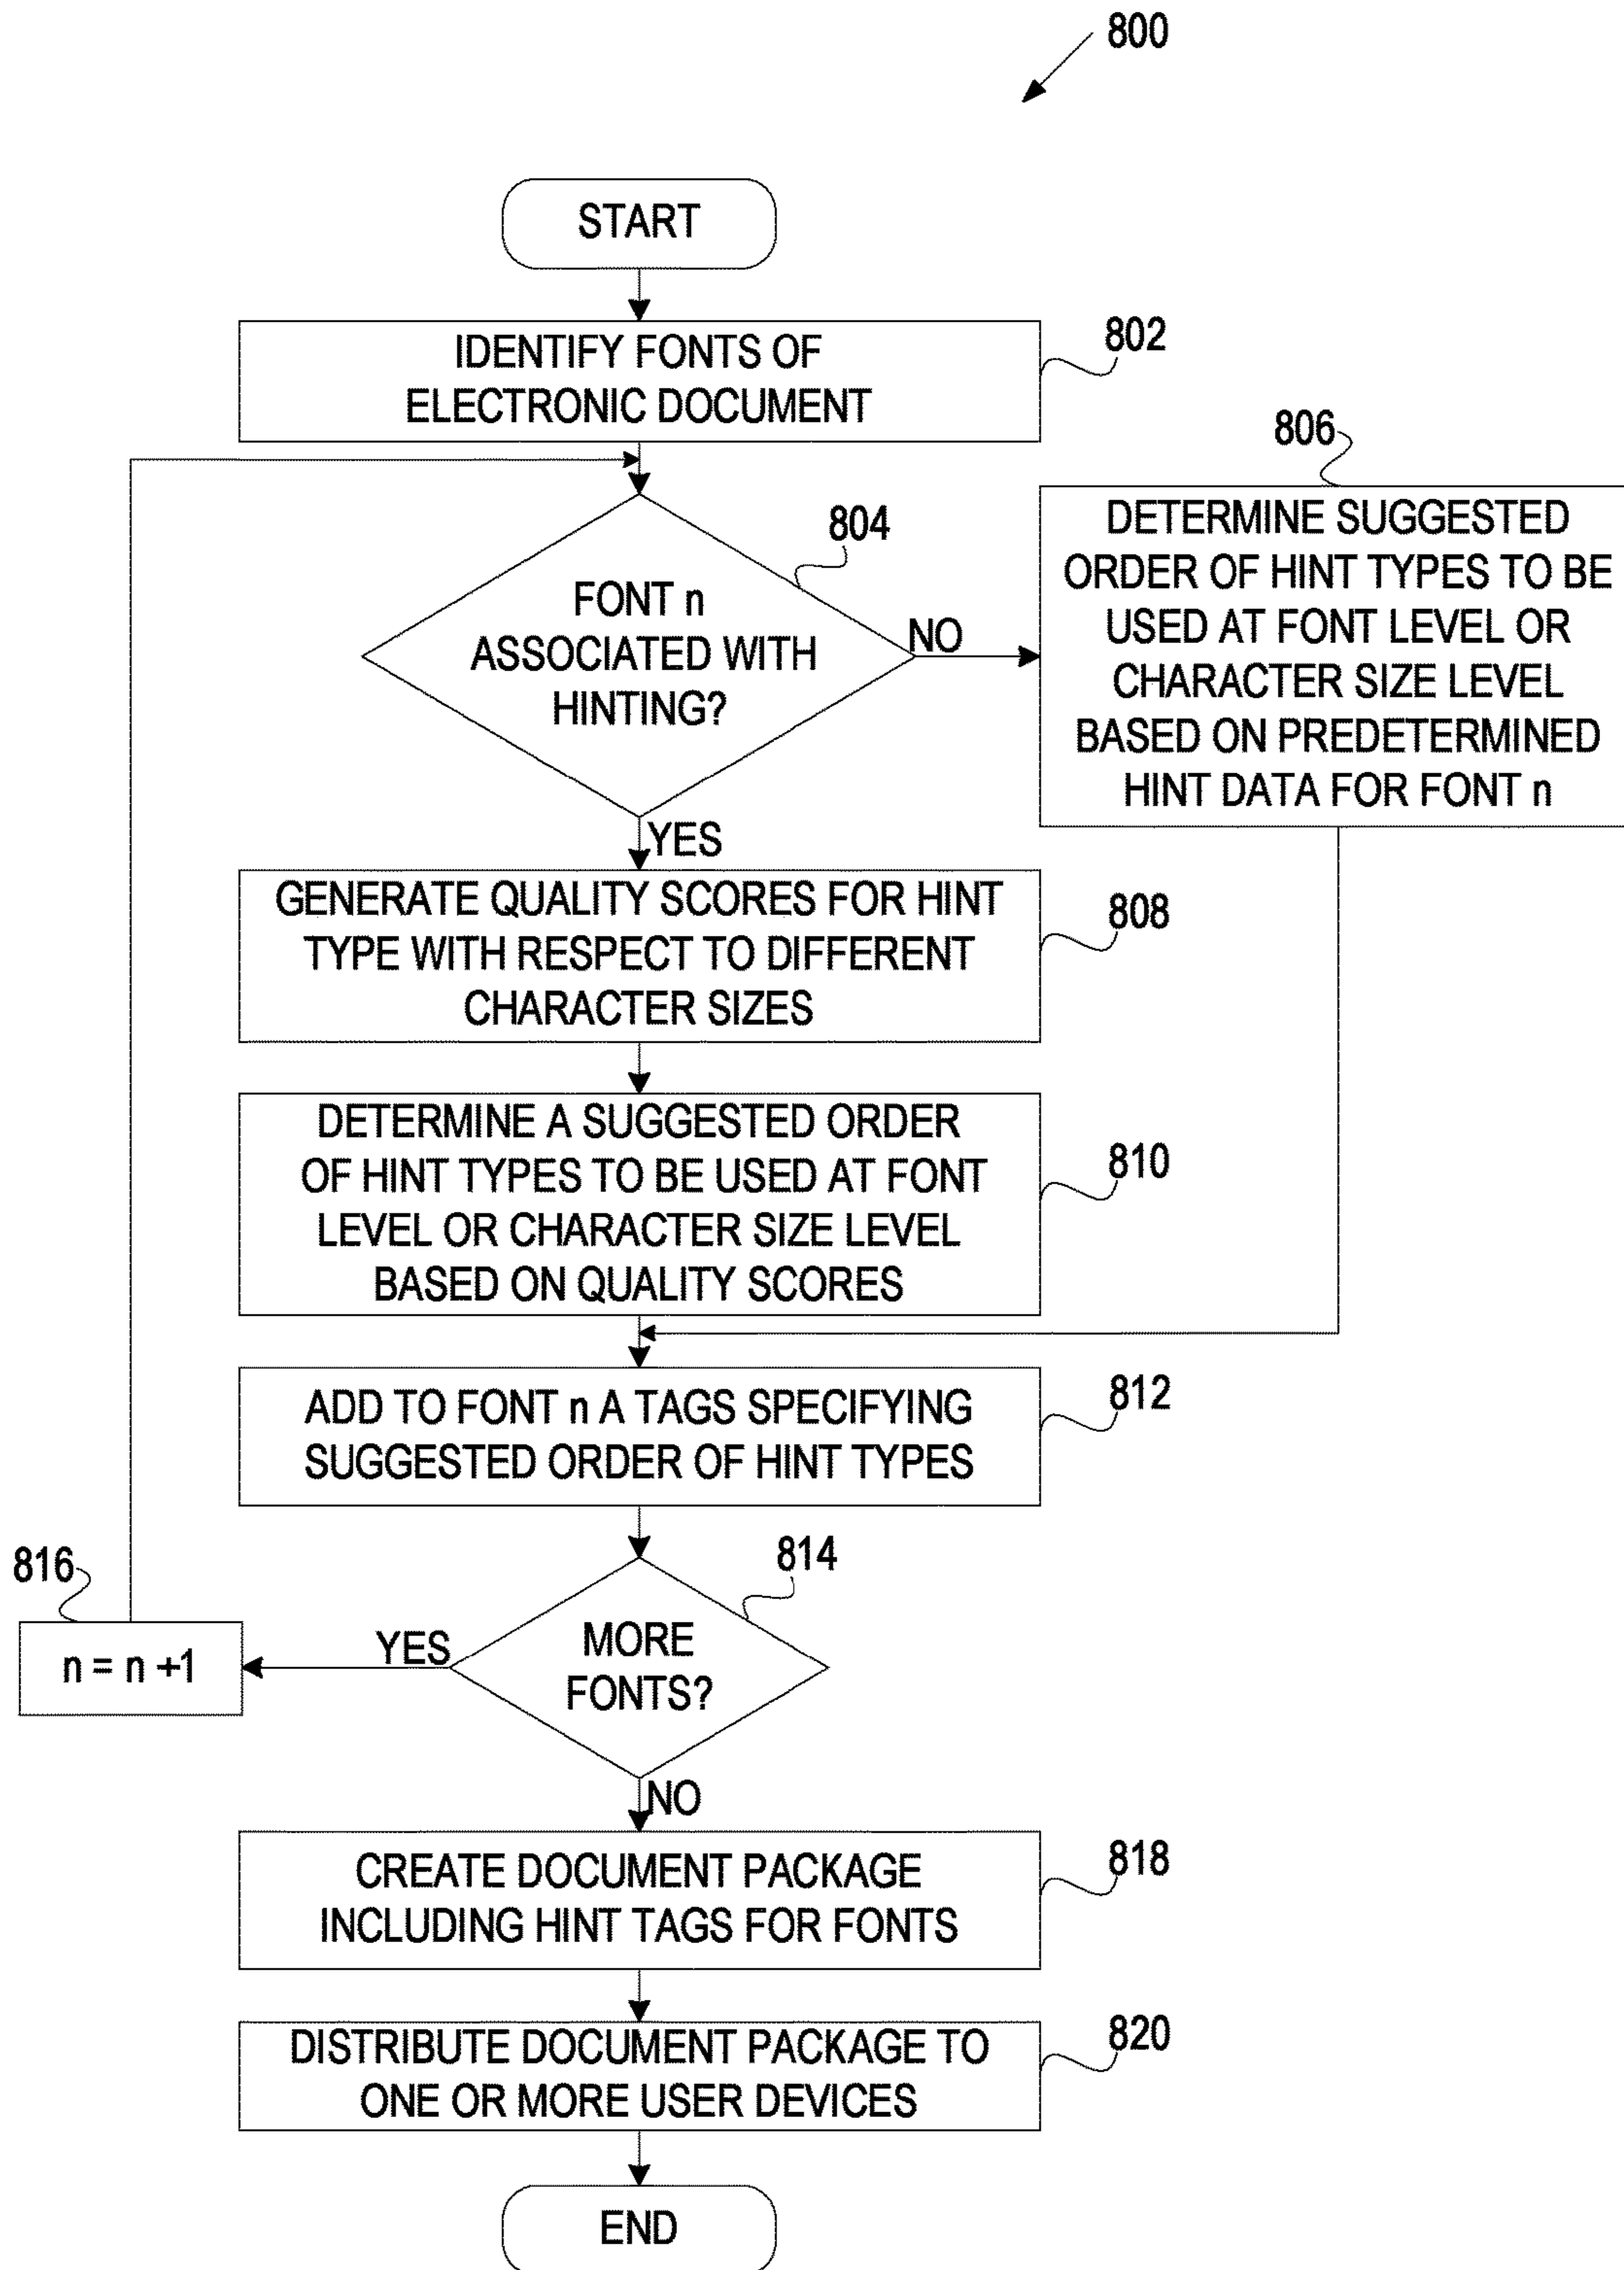 800
START
IDENTIFY FONTS OF
ELECTRONIC DOCUMENT
802
804
FONT n
ASSOCIATED WITH
HINTING?
NO
806
DETERMINE SUGGESTED
ORDER OF HINT TYPES TO BE
USED AT FONT LEVEL OR
CHARACTER SIZE LEVEL
BASED ON PREDETERMINED
HINT DATA FOR FONT n
YES
GENERATE QUALITY SCORES FOR HINT
TYPE WITH RESPECT TO DIFFERENT
CHARACTER SIZES
808
DETERMINE A SUGGESTED ORDER
OF HINT TYPES TO BE USED AT FONT
LEVEL OR CHARACTER SIZE LEVEL
BASED ON QUALITY SCORES
810
ADD TO FONT n A TAGS SPECIFYING
SUGGESTED ORDER OF HINT TYPES
812
814
MORE
FONTS?
YES
816
n = n +1
NO
CREATE DOCUMENT PACKAGE
INCLUDING HINT TAGS FOR FONTS
818
DISTRIBUTE DOCUMENT PACKAGE TO
ONE OR MORE USER DEVICES
820
END